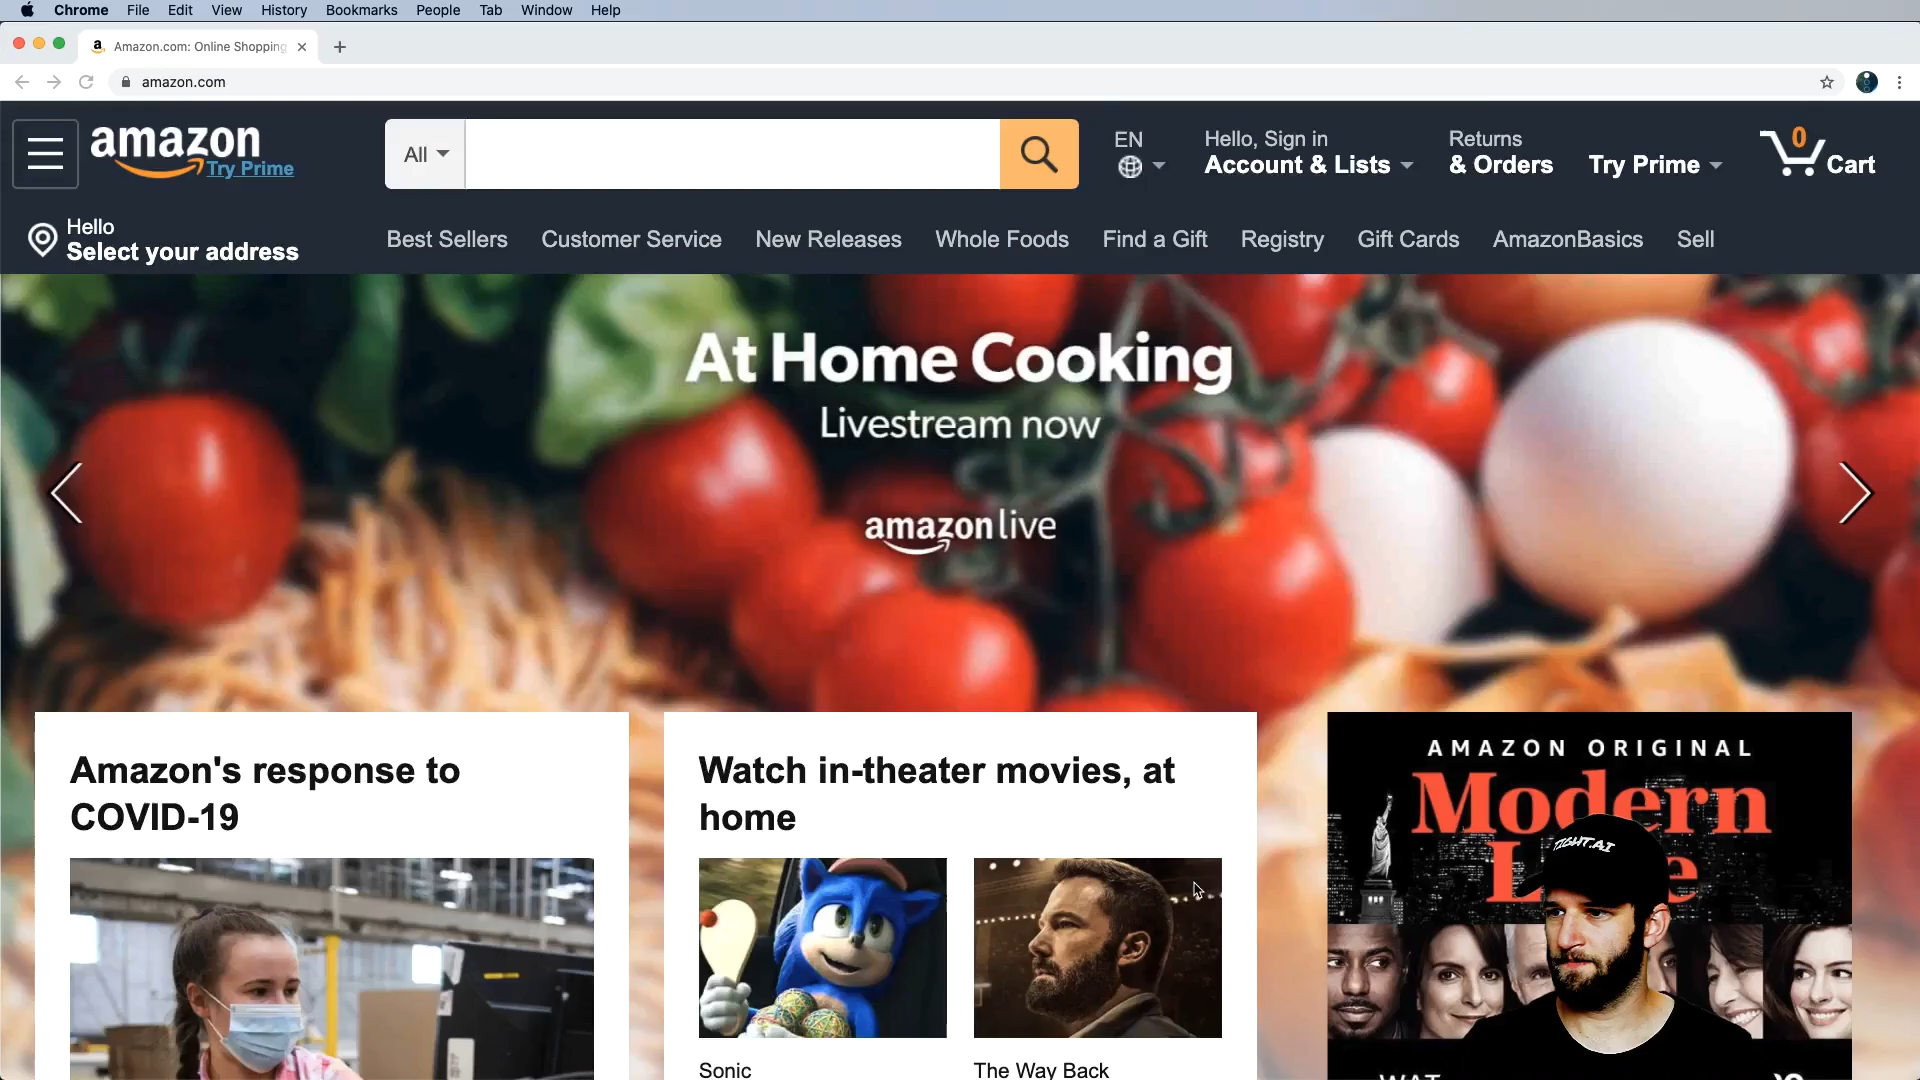 Chrome File Edit View History Bookmarks People Tab Window Help
Amazon.com: Online Shopping
amazon.com
amazon
Try Prime
All
EN
Hello, Sign in
Account & Lists
Returns
& Orders
Try Prime
0
Cart
Hello
Select your address
Best Sellers Customer Service New Releases Whole Foods Find a Gift Registry Gift Cards AmazonBasics Sell
At Home Cooking
Livestream now
amazon live
Amazon's response to
COVID-19
Watch in-theater movies, at
home
Sonic
The Way Back
AMAZON ORIGINAL
Modern
TIGHT.AI